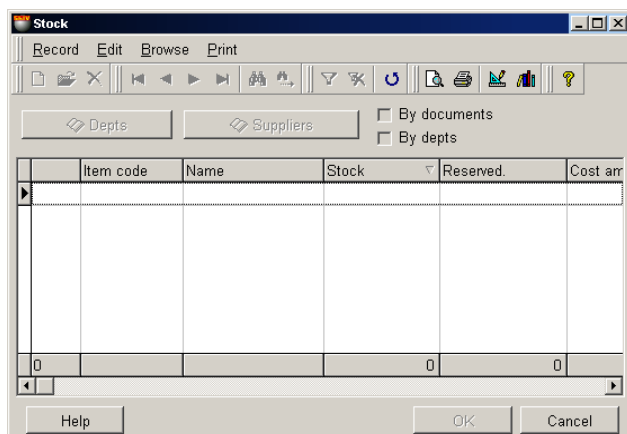 Stock
Record Edit Browse Print
Depts Suppliers By documents
By depts
Item code Name Stock Reserved. Cost am
0 0 0
Help OK Cancel